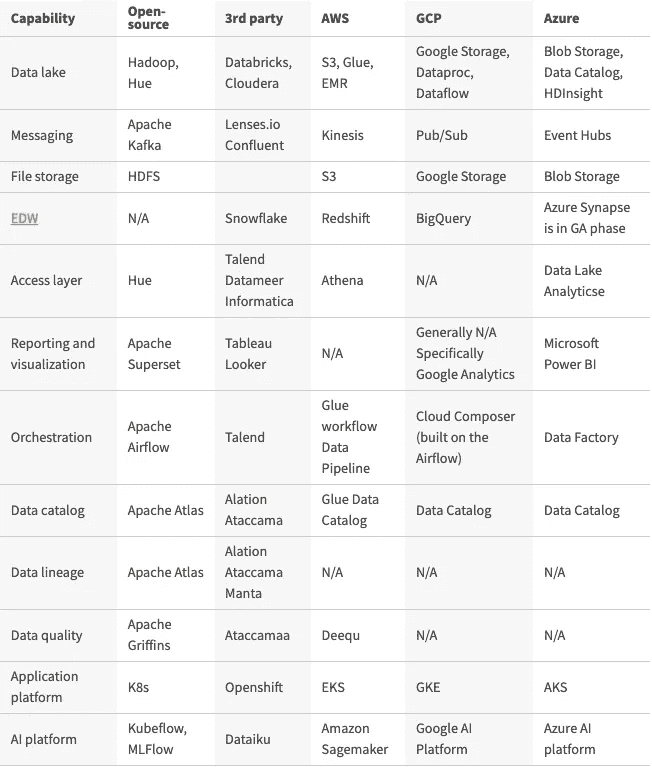 Capability Open-source 3rd party AWS GCP Azure
Data lake Hadoop, Hue Databricks, Cloudera S3, Glue, EMR Google Storage, Dataproc, Dataflow Blob Storage, Data Catalog, HDInsight
Messaging Apache Kafka Lenses.io Confluent Kinesis Pub/Sub Event Hubs
File storage HDFS S3 Google Storage Blob Storage
EDW N/A Snowflake Redshift BigQuery Azure Synapse is in GA phase
Access layer Hue Talend Datameer Informatica Athena N/A Data Lake Analyticse
Reporting and visualization Apache Superset Tableau Looker N/A Generally N/A Specifically Google Analytics Microsoft Power BI
Orchestration Apache Airflow Talend Glue workflow Data Pipeline Cloud Composer (built on the Airflow) Data Factory
Data catalog Apache Atlas Alation Ataccama Glue Data Catalog Data Catalog Data Catalog
Data lineage Apache Atlas Alation Ataccama Manta N/A N/A N/A
Data quality Apache Griffins Ataccamaa Deequ N/A N/A
Application platform K8s Openshift EKS GKE AKS
AI platform Kubeflow, MLFlow Dataiku Amazon Sagemaker Google AI Platform Azure AI platform